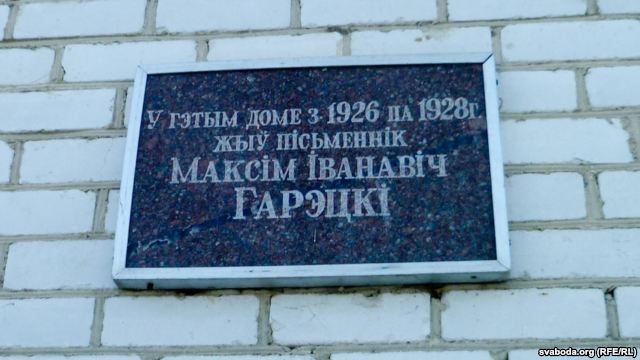 У гэтым доме з 1926 па 1928г
жыў пісьменнік
Максім Іванавіч
Гарэцкі
svaboda.org (RFE/RL)